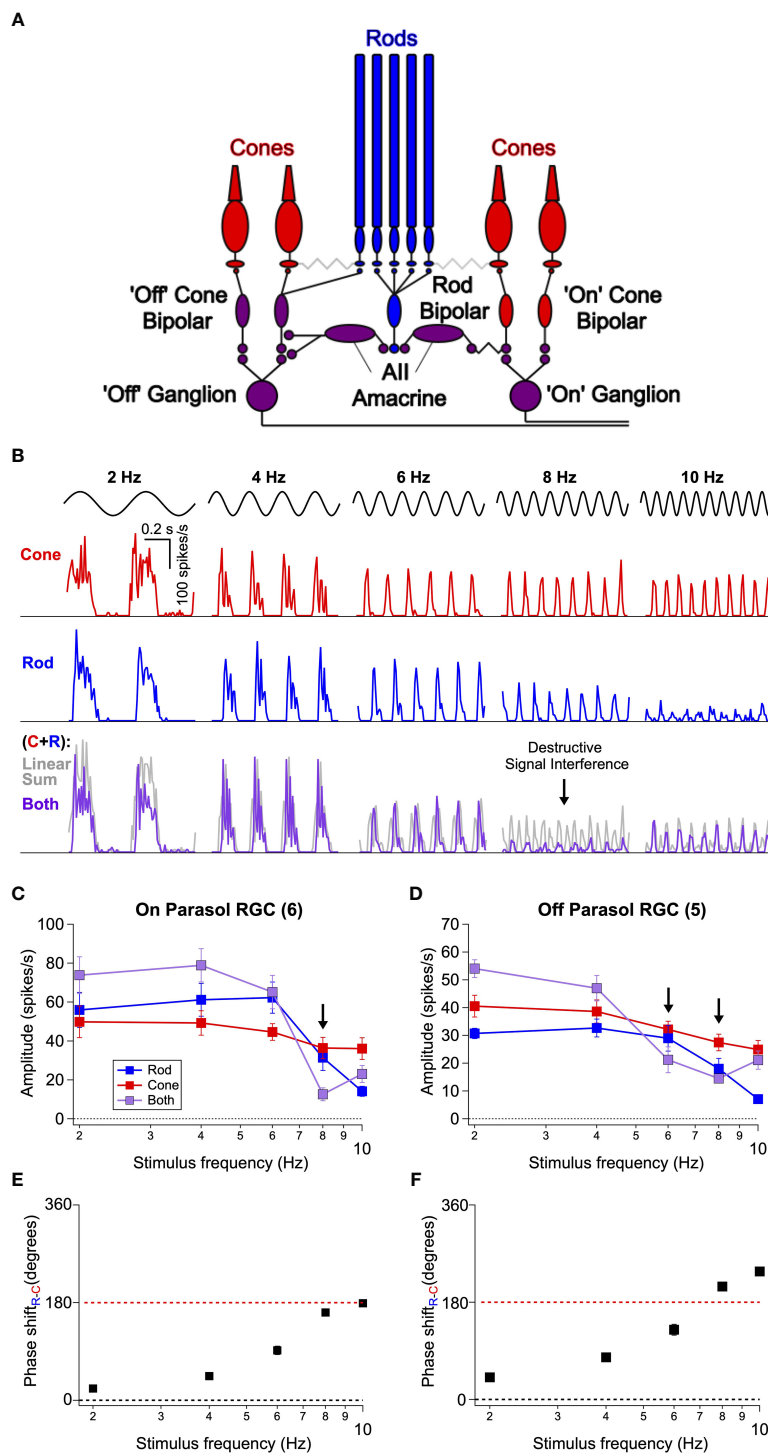 A
Rods
Cones
Cones
'Off' Cone
Bipolar
Rod
Bipolar
'On' Cone
Bipolar
'Off' Ganglion
AII
Amacrine
'On' Ganglion
B
2 Hz
4 Hz
6 Hz
8 Hz
10 Hz
0.2 s
100 spikes/s
Cone
Rod
(C+R):
Linear
Sum
Both
Destructive
Signal Interference
C
On Parasol RGC (6)
Amplitude (spikes/s)
100
80
60
40
20
0
Rod
Cone
Both
2 3 4 5 6 7 8 9 10
Stimulus frequency (Hz)
D
Off Parasol RGC (5)
Amplitude (spikes/s)
70
60
50
40
30
20
10
0
2 3 4 5 6 7 8 9 10
Stimulus frequency (Hz)
E
Phase shiftR-C(degrees)
360
180
0
2 3 4 5 6 7 8 9 10
Stimulus frequency (Hz)
F
Phase shiftR-C(degrees)
360
180
0
2 3 4 5 6 7 8 9 10
Stimulus frequency (Hz)